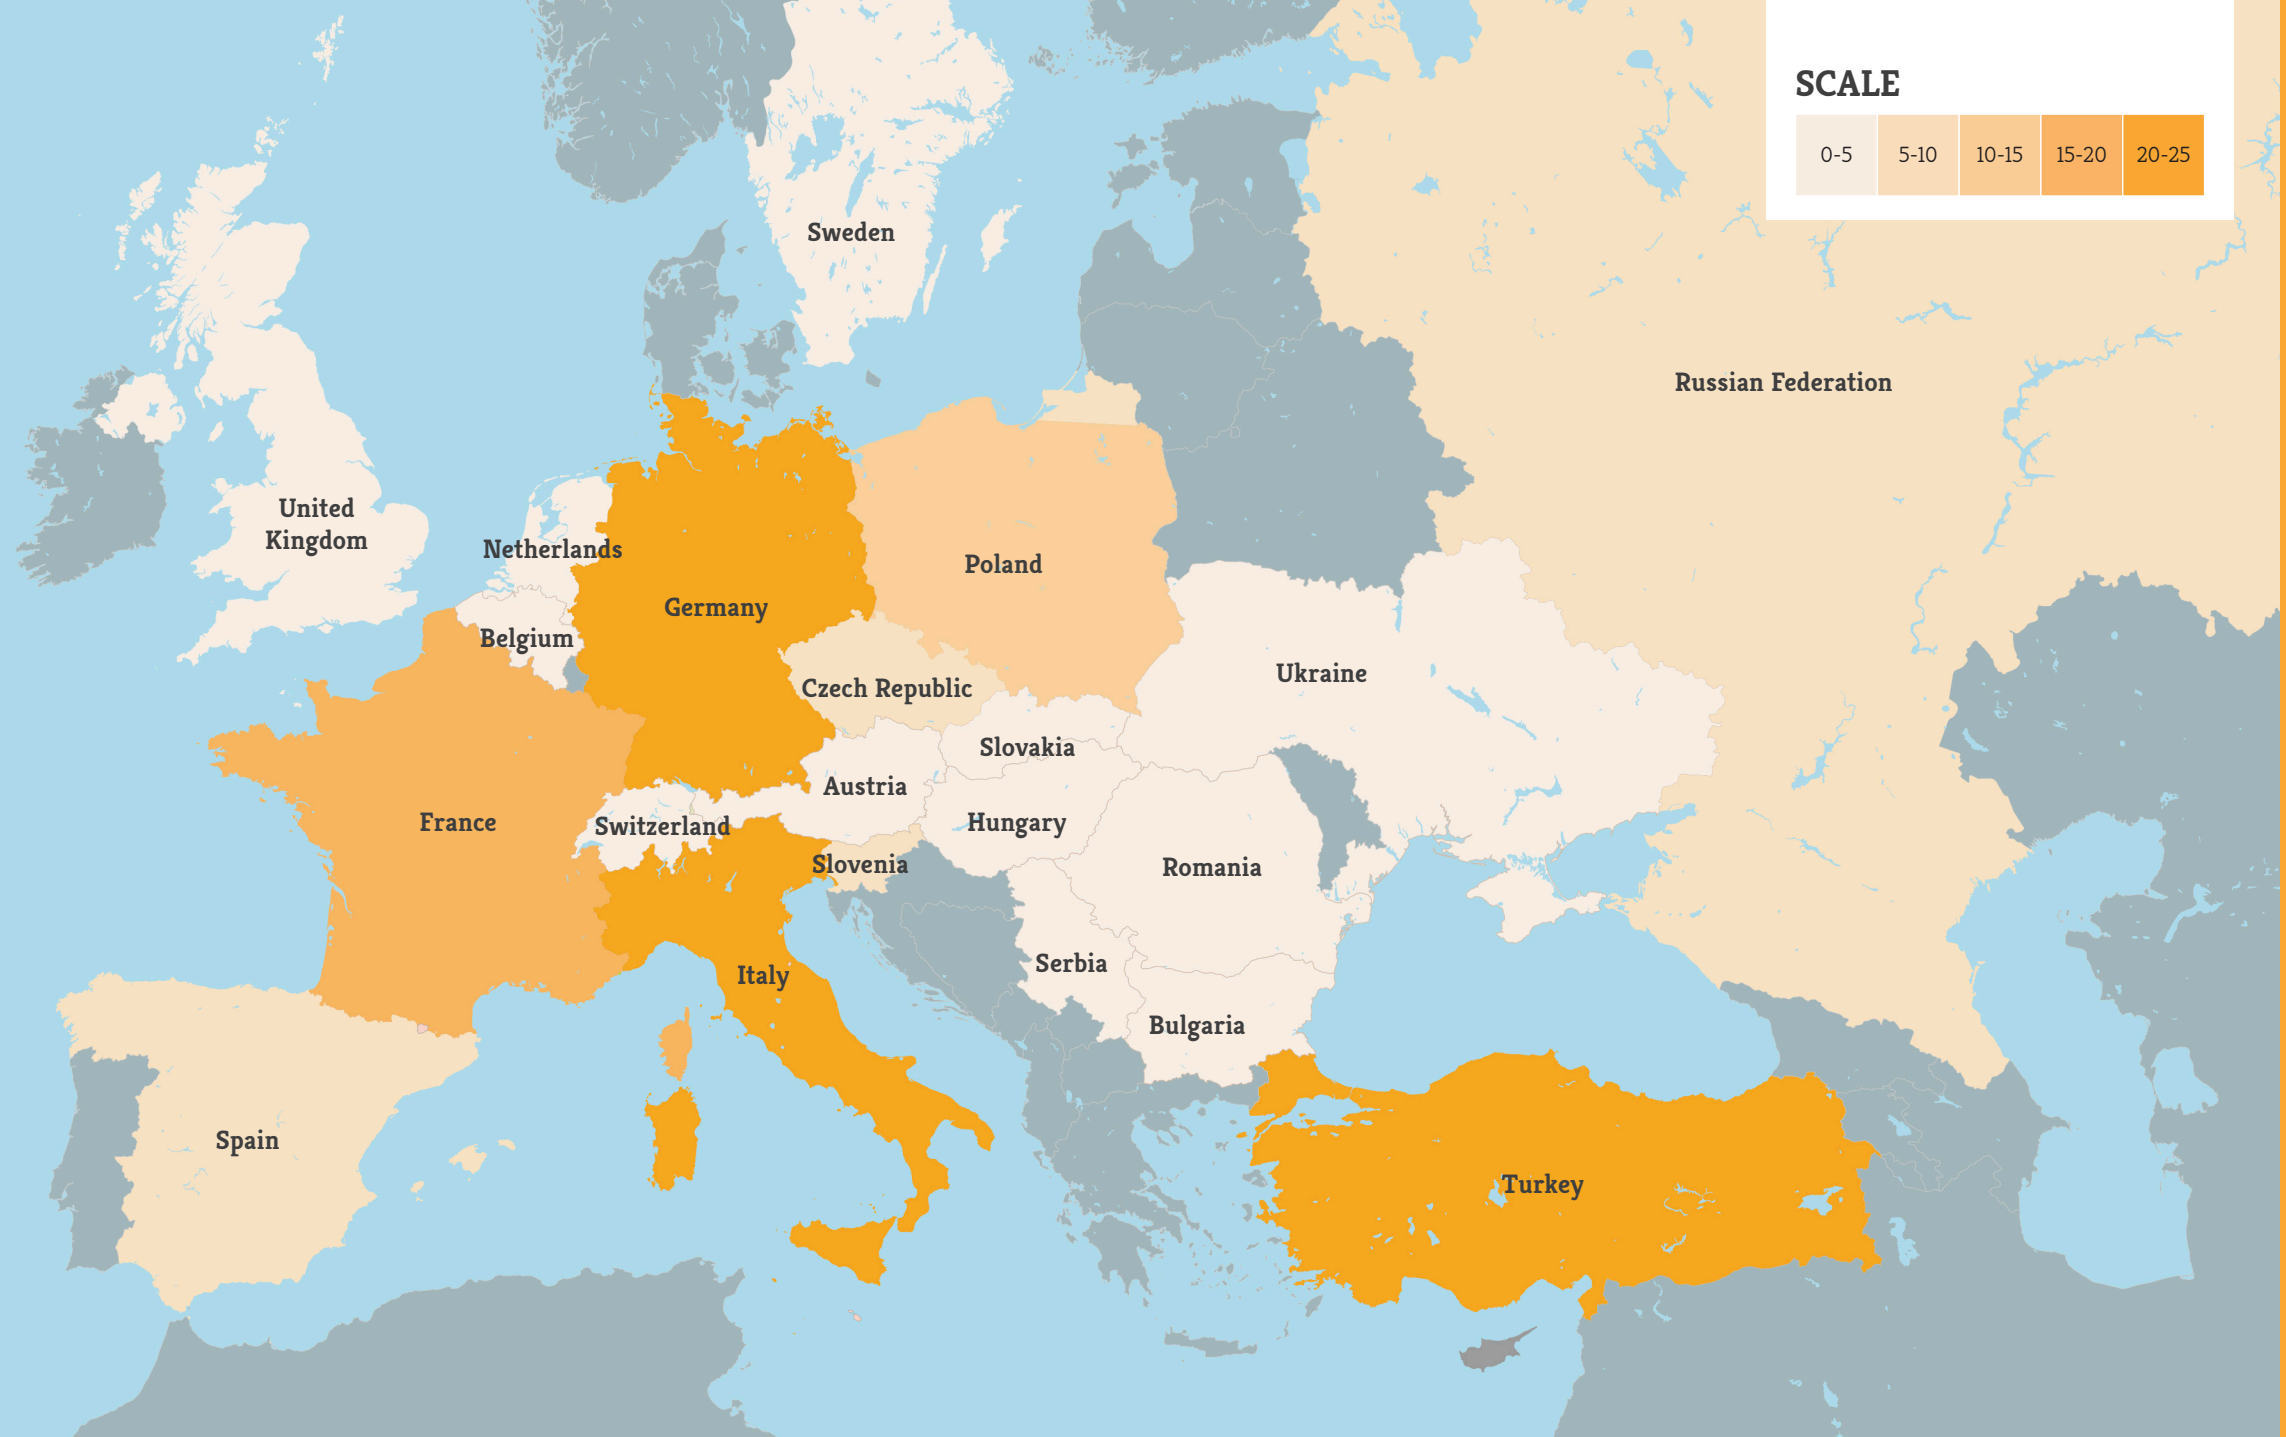 SCALE
0-5 5-10 10-15 15-20 20-25
Sweden
Russian Federation
United
Kingdom
Netherlands
Poland
Germany
Belgium
Ukraine
Czech Republic
Slovakia
Austria
France
Switzerland
Hungary
Slovenia
Romania
Serbia
Italy
Bulgaria
Spain
Turkey